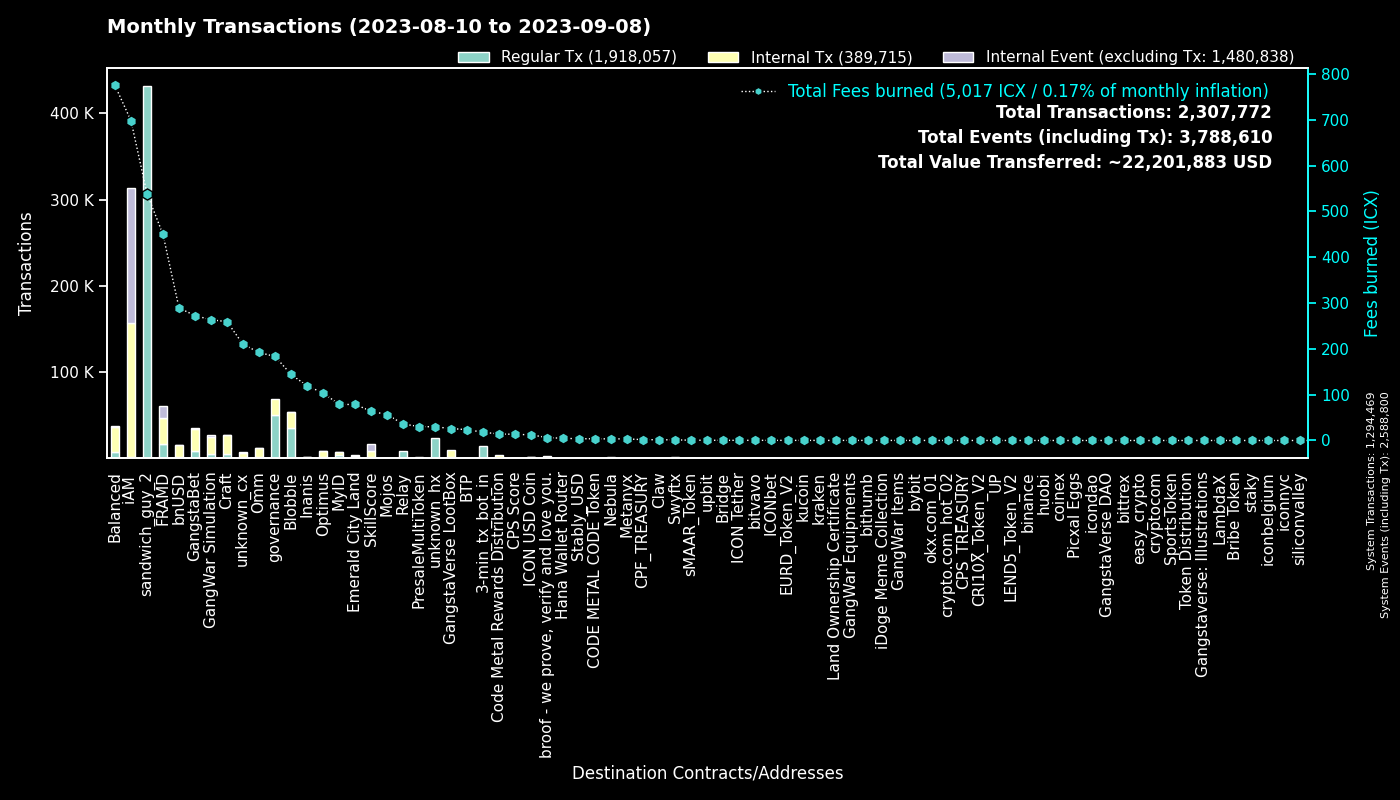 Monthly Transactions (2023-08-10 to 2023-09-08)
Regular Tx (1,918,057)
Internal Tx (389,715)
Internal Event (excluding Tx: 1,480,838)
Total Fees burned (5,017 ICX / 0.17% of monthly inflation)
Total Transactions: 2,307,772
Total Events (including Tx): 3,788,610
Total Value Transferred: ~22,201,883 USD
Transactions
400 K
300 K
200 K
100 K
800
700
600
500
400
300
200
100
0
Fees burned (ICX)
System Transactions: 1,294,469
System Events (including Tx): 2,588,800
Balanced
IAM
sandwich_guy_2
FRAMD
bnUSD
GangstaBet
GangWar Simulation
Craft
unknown_cx
Omm
governance
Blobble
Inanis
Optimus
MyID
Emerald City Land
SkillScore
Mojos
Relay
PresaleMultiToken
unknown_hx
GangstaVerse LootBox
BTP
3-min_tx_bot_in
Code Metal Rewards Distribution
CPS Score
ICON USD Coin
broof - we prove, verify and love you.
Hana Wallet Router
Stably USD
CODE METAL CODE Token
Nebula
Metanyx
CPF_TREASURY
Claw
Swyftx
sMAAR_Token
upbit
Bridge
ICON Tether
bitvavo
ICONbet
EURD_Token_V2
kucoin
kraken
Land Ownership Certificate
GangWar Equipments
bithumb
iDoge Meme Collection
GangWar Items
bybit
okx.com_01
crypto.com_hot_02
CPS_TREASURY
CRI10X_Token_V2
UP
LEND5_Token_V2
binance
huobi
coinex
Picxal Eggs
icondao
GangstaVerse DAO
bittrex
easy_crypto
cryptocom
SportsToken
Token Distribution
Gangstaverse: Illustrations
LambdaX
Bribe Token
staky
iconbelgium
iconnyc
siliconvalley
Destination Contracts/Addresses